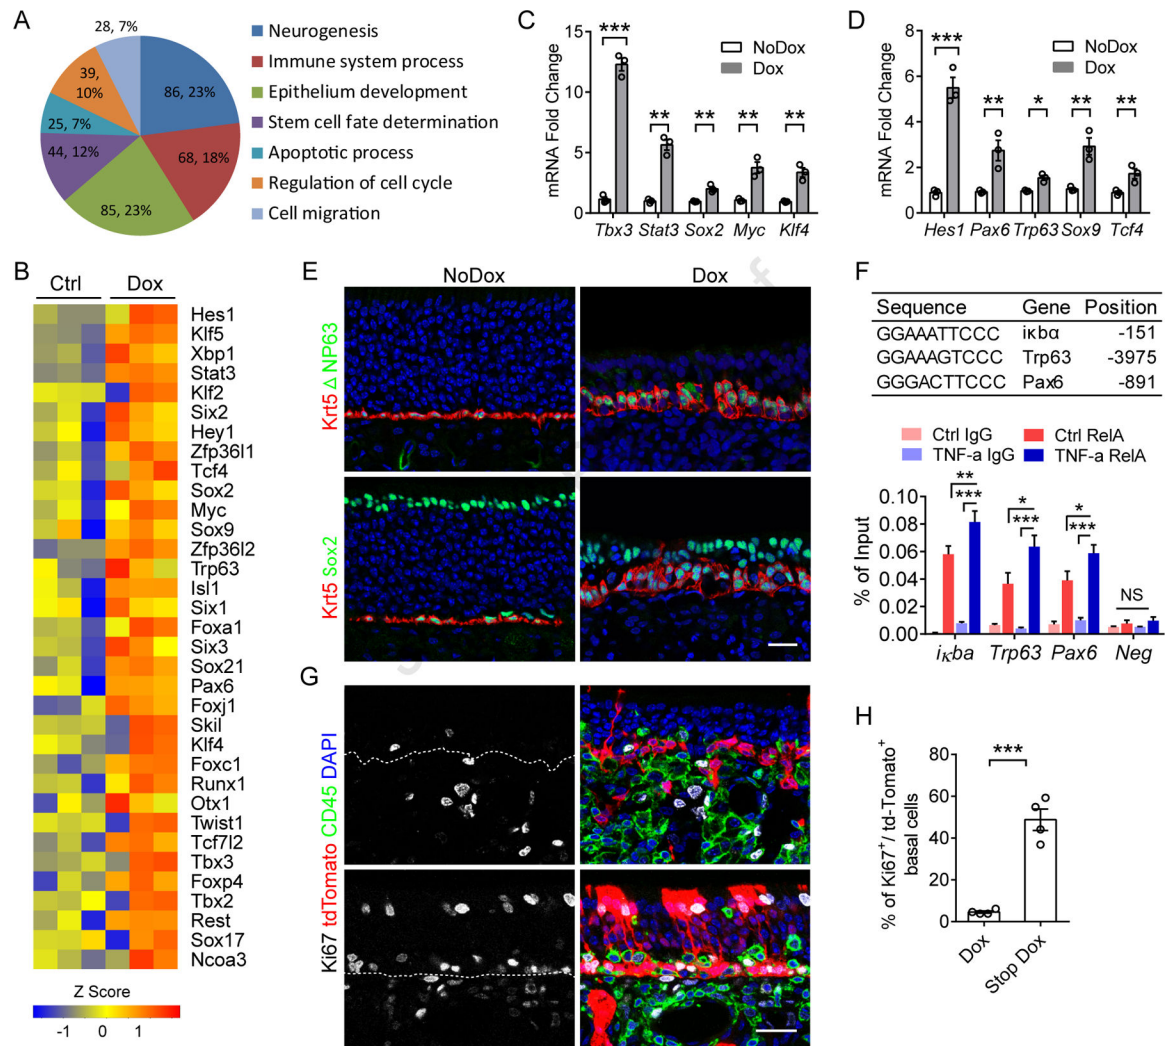 A
28, 7%
39,
10%
86, 23%
25, 7%
44, 12%
68, 18%
85, 23%
Neurogenesis
Immune system process
Epithelium development
Stem cell fate determination
Apoptotic process
Regulation of cell cycle
Cell migration
B
Ctrl Dox
Hes1
Klf5
Xbp1
Stat3
Klf2
Six2
Hey1
Zfp36l1
Tcf4
Sox2
Myc
Sox9
Zfp36l2
Trp63
Isl1
Six1
Foxa1
Six3
Sox21
Pax6
Foxj1
Skil
Klf4
Foxc1
Runx1
Otx1
Twist1
Tcf7l2
Tbx3
Foxp4
Tbx2
Rest
Sox17
Ncoa3
Z Score
-1 0 1
C
mRNA Fold Change
15
10
5
0
NoDox
Dox
*** ** ** ** **
Tbx3 Stat3 Sox2 Myc Klf4
D
mRNA Fold Change
8
6
4
2
0
NoDox
Dox
*** ** * ** **
Hes1 Pax6 Trp63 Sox9 Tcf4
E
NoDox Dox
Krt5 Δ NP63
Krt5 Sox2
F
Sequence Gene Position
GGAAATTCCC iκbα -151
GGAAAGTCCC Trp63 -3975
GGGACTTCCC Pax6 -891
Ctrl IgG Ctrl RelA
TNF-a IgG TNF-a RelA
% of Input
0.10
0.08
0.06
0.04
0.02
0.00
** * *
*** *** ***
NS
iκba Trp63 Pax6 Neg
G
Ki67 tdTomato CD45 DAPI
H
% of Ki67+/ td-Tomato+
basal cells
80
60
40
20
0
***
Dox
Stop Dox